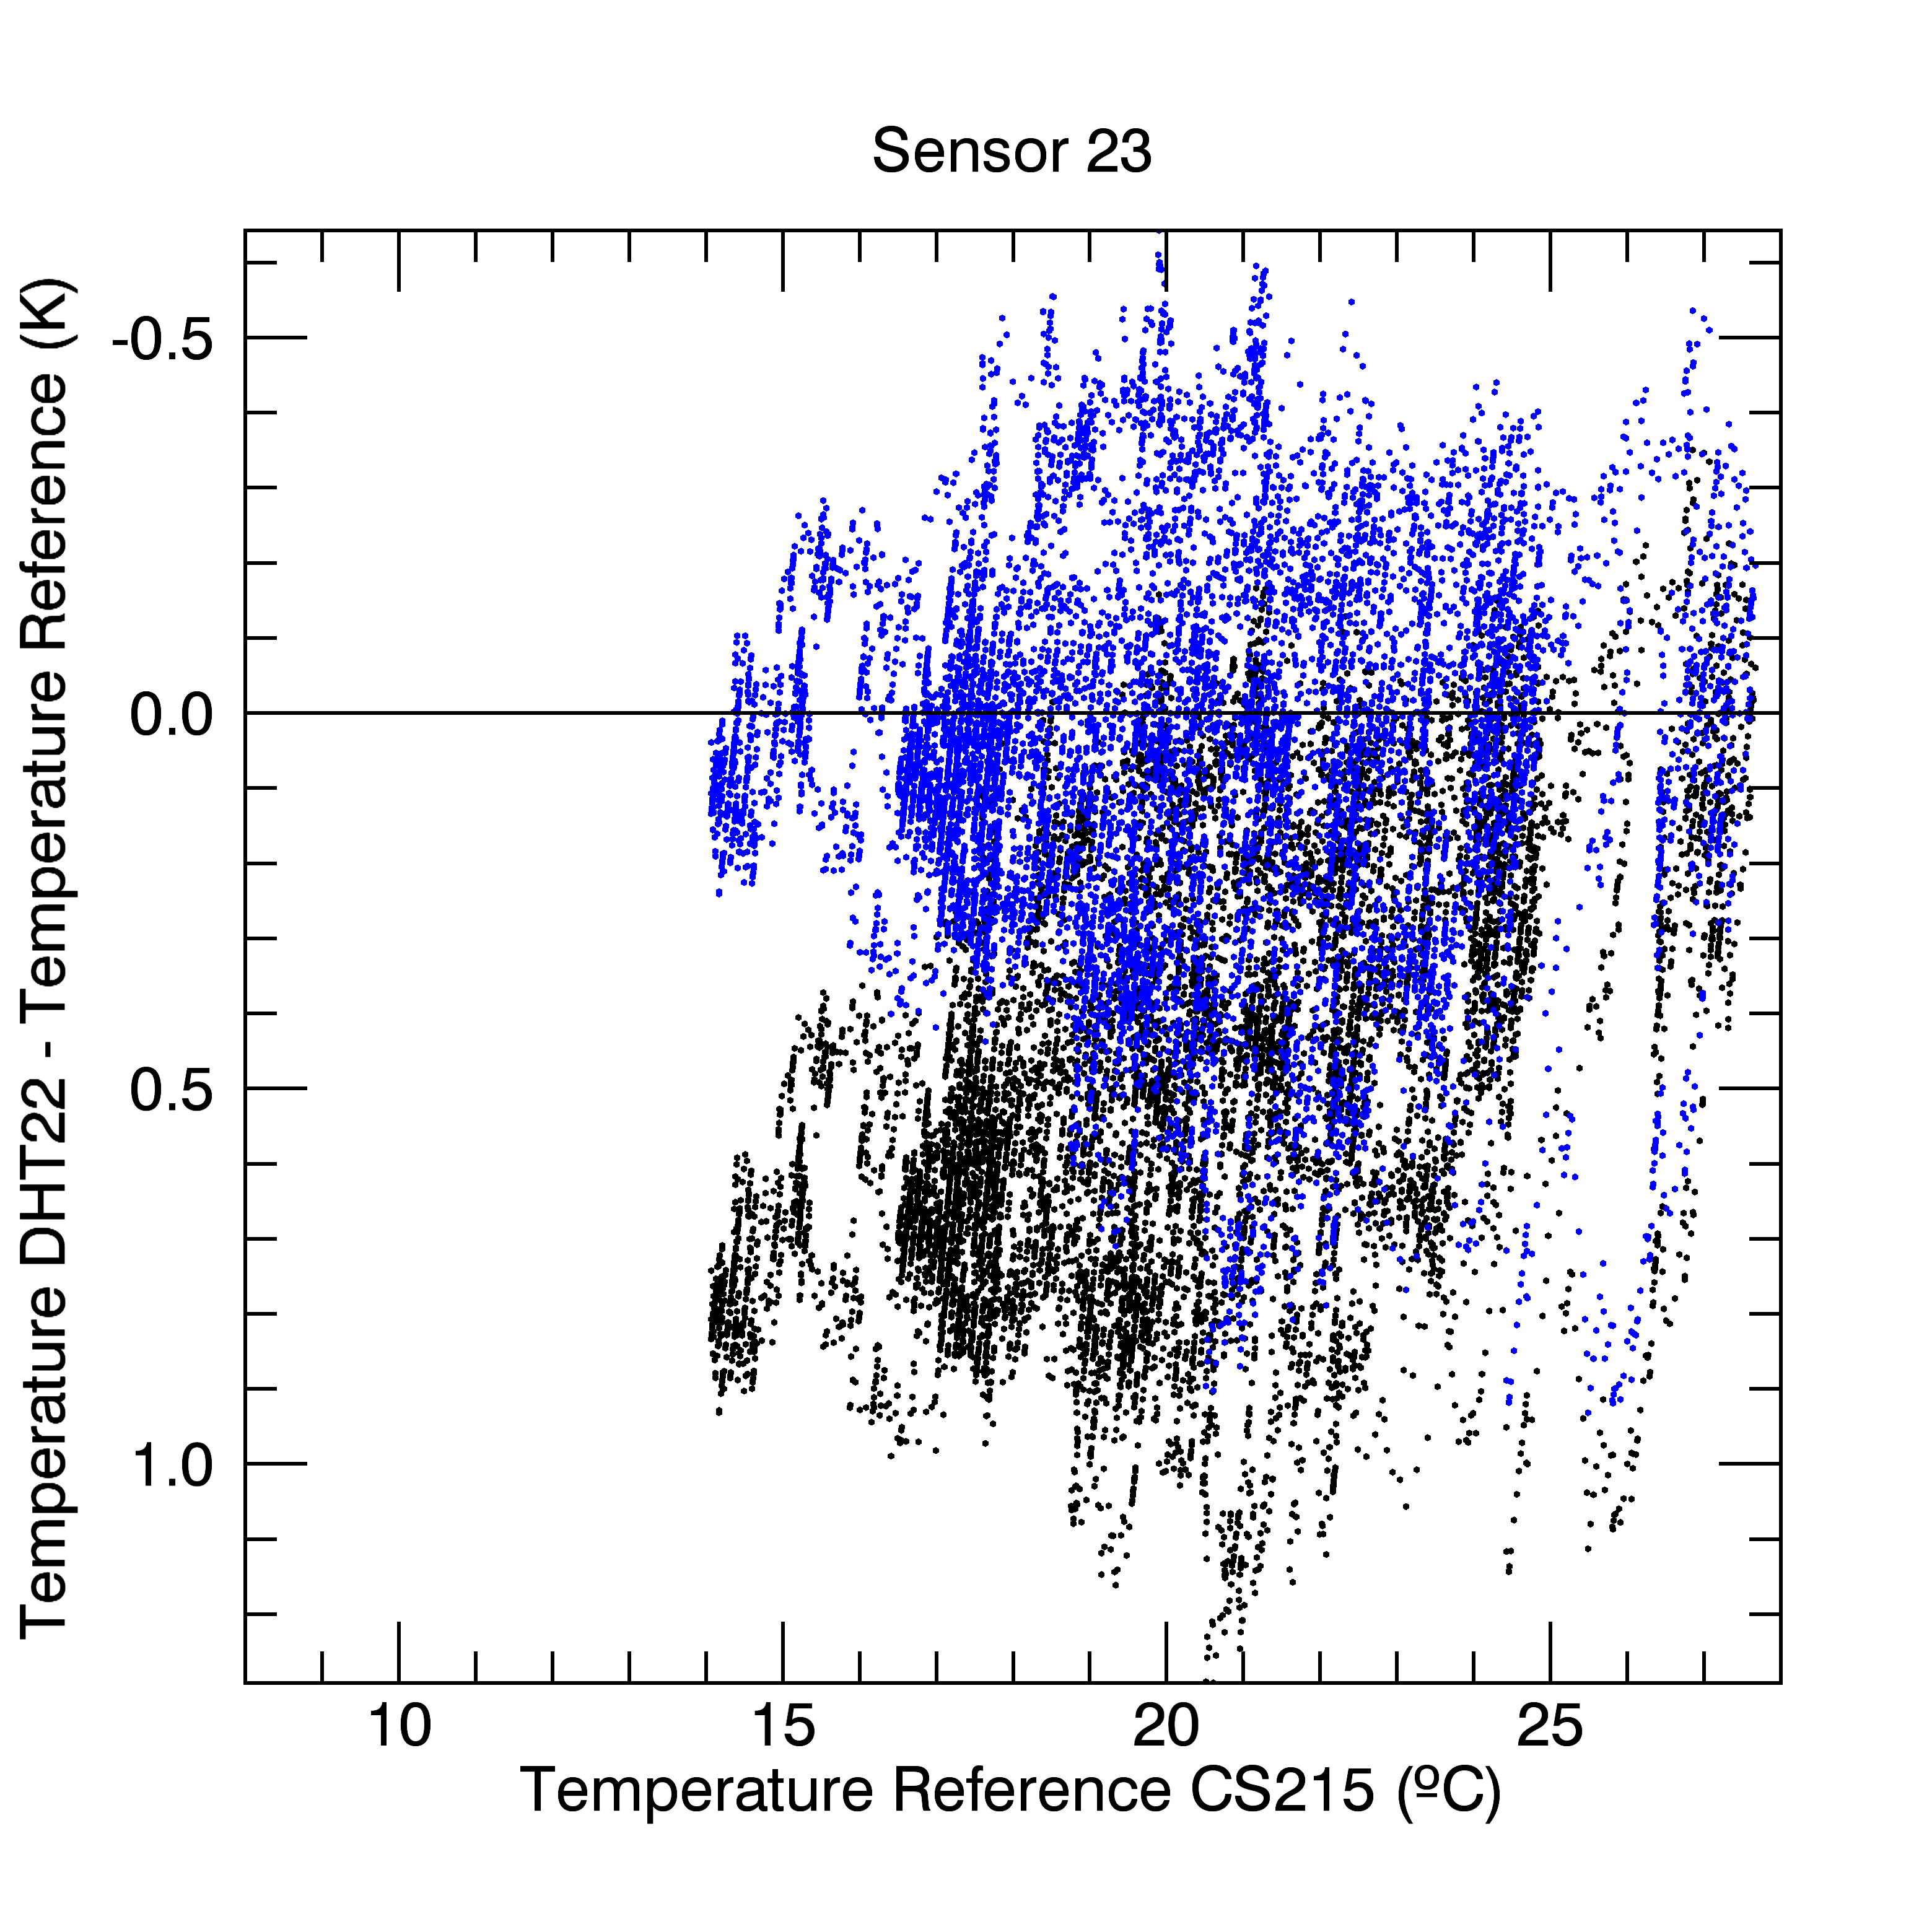 Sensor 23
Temperature DHT22 - Temperature Reference (K)
-0.5
0.0
0.5
1.0
10 15 20 25
Temperature Reference CS215 (ºC)